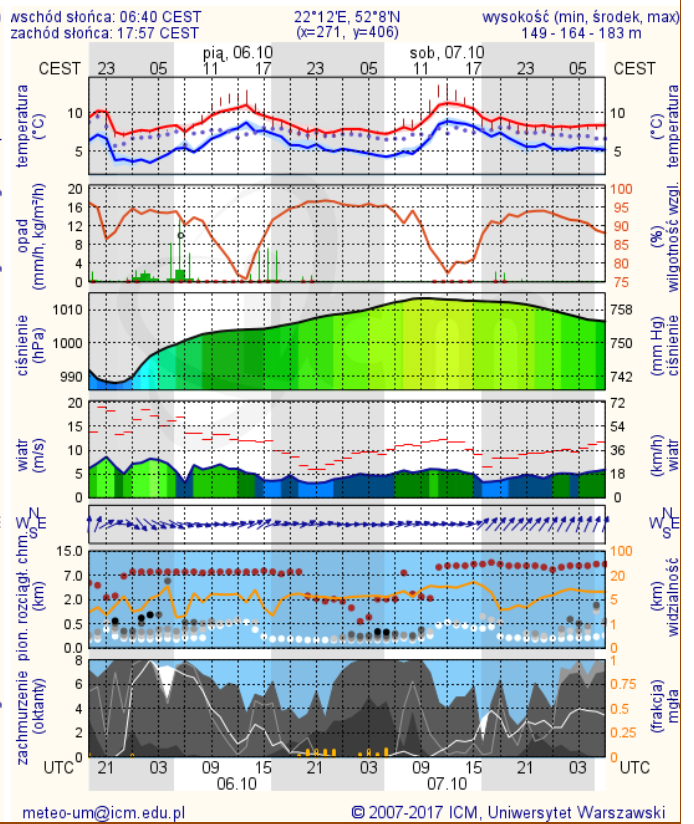 wschód słońca: 06:40 CEST 22°12'E, 52°8'N wysokość (min, środek, max)
zachód słońca: 17:57 CEST (x=271, y=406) 149 - 164 - 183 m
pią, 06.10 sob, 07.10
CEST 23 05 11 17 23 05 11 17 23 05 CEST
temperatura
(°C)
10
5
10
5
(°C)
temperatura
opad
(mm/h, kg/m²/h)
20
16
12
8
4
0
100
95
90
85
80
75
(%)
wilgotność wzgl.
ciśnienie
(hPa)
1010
1000
990
758
750
742
(mm Hg)
ciśnienie
wiatr
(m/s)
20
15
10
5
0
72
54
36
18
0
(km/h)
wiatr
N
W E
S
N
W E
S
pion. rozciągł. chm.
(km)
15.0
7.0
2.0
0.5
0.0
100
20
5
1
0
(km)
widzialność
zachmurzenie
(oktanty)
8
6
4
2
0
1
0.75
0.5
0.25
0
(frakcja)
mgła
UTC 21 03 09 15 21 03 09 15 21 03 UTC
06.10 07.10
meteo-um@icm.edu.pl © 2007-2017 ICM, Uniwersytet Warszawski